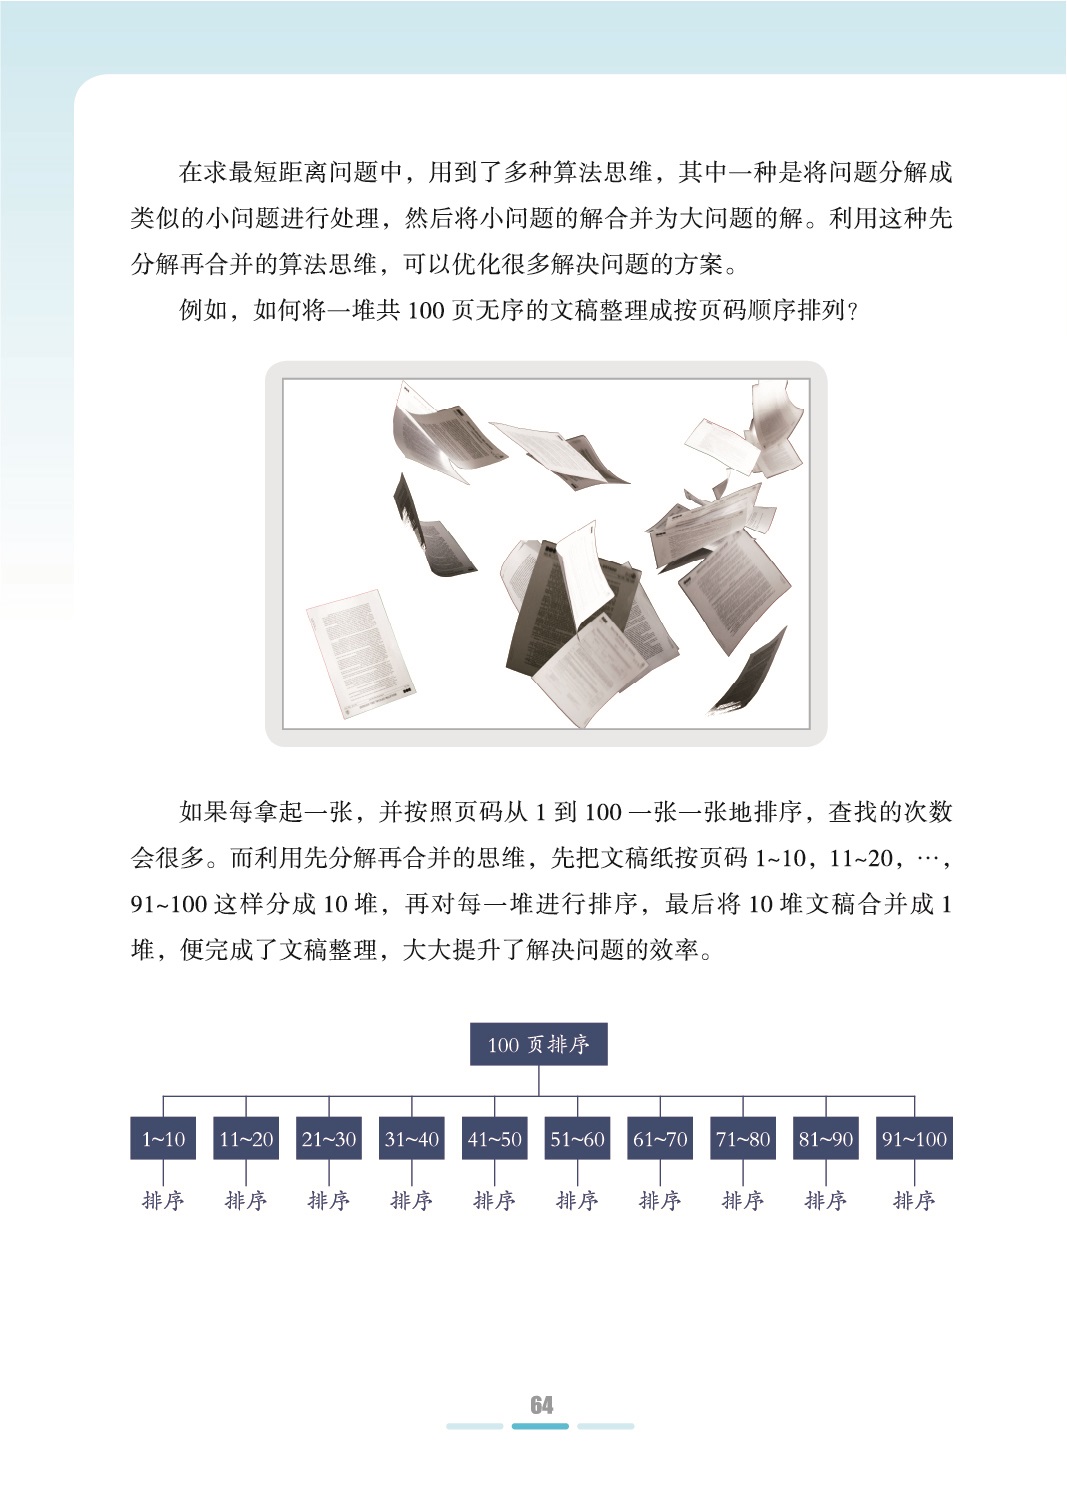 在求最短距离问题中，用到了多种算法思维，其中一种是将问题分解成
类似的小问题进行处理，然后将小问题的解合并为大问题的解。利用这种先
分解再合并的算法思维，可以优化很多解决问题的方案。
例如，如何将一堆共 100 页无序的文稿整理成按页码顺序排列？
如果每拿起一张，并按照页码从 1 到 100 一张一张地排序，查找的次数
会很多。而利用先分解再合并的思维，先把文稿纸按页码 1~10，11~20，…，
91~100 这样分成 10 堆，再对每一堆进行排序，最后将 10 堆文稿合并成 1
堆，便完成了文稿整理，大大提升了解决问题的效率。
100 页排序
1~10 11~20 21~30 31~40 41~50 51~60 61~70 71~80 81~90 91~100
排序 排序 排序 排序 排序 排序 排序 排序 排序 排序
64